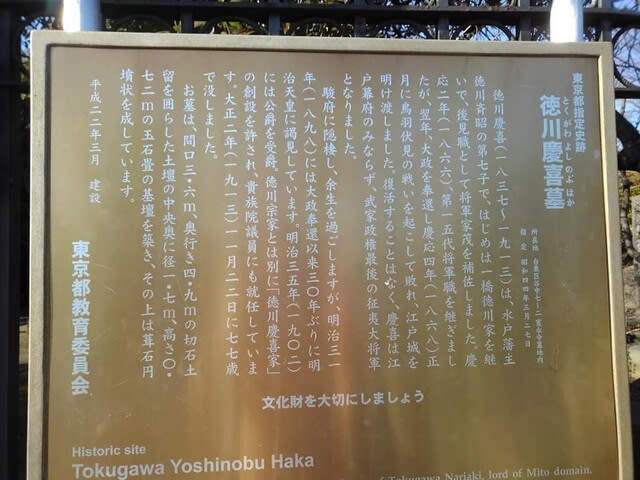 東京都指定史跡
とくがわよしのぶはか
徳川慶喜墓
所在地 台東区谷中七-二 寛永寺墓地内
指定 昭和四四年三月二七日
徳川慶喜(一八三七〜一九一三)は、水戸藩主
徳川斉昭の第七子で、はじめは一橋徳川家を継
いで、後見職として将軍家茂を補佐しました。慶
応二年(一八六六)、第一五代将軍職を継ぎまし
たが、翌年、大政を奉還し慶応四年(一八六八)正
月に鳥羽伏見の戦いを起こして敗れ、江戸城を
明け渡しました。復活することはなく、慶喜は江
戸幕府のみならず、武家政権最後の征夷大将軍
となりました。
駿府に隠棲し、余生を過ごしますが、明治三一
年(一八九八)には大政奉還以来三〇年ぶりに明
治天皇に謁見しています。明治三五年(一九〇二)
には公爵を受爵。徳川宗家とは別に「徳川慶喜家」
の創設を許され、貴族院議員にも就任していま
す。大正二年(一九一三)一一月二二日に七七歳
で没しました。
お墓は、間口三・六m、奥行き四・九mの切石土
留を囲らした土壇の中央奥に径一・七m、高さ〇・
七二mの玉石畳の基壇を築き、その上は葺石円
墳状を成しています。
平成二二年三月 建設
東京都教育委員会
文化財を大切にしましょう
Historic site
Tokugawa Yoshinobu Haka
of Tokugawa Nariaki, lord of Mito domain.